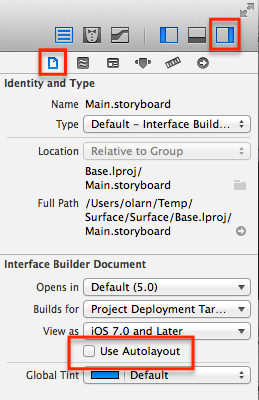 Identity and Type
Name Main.storyboard
Type Default - Interface Build...
Location Relative to Group
Base.lproj/
Main.storyboard
Full Path /Users/olarn/Temp/
Surface/Surface/Base.lproj/
Main.storyboard
Interface Builder Document
Opens in Default (5.0)
Builds for Project Deployment Tar...
View as iOS 7.0 and Later
Use Autolayout
Global Tint Default